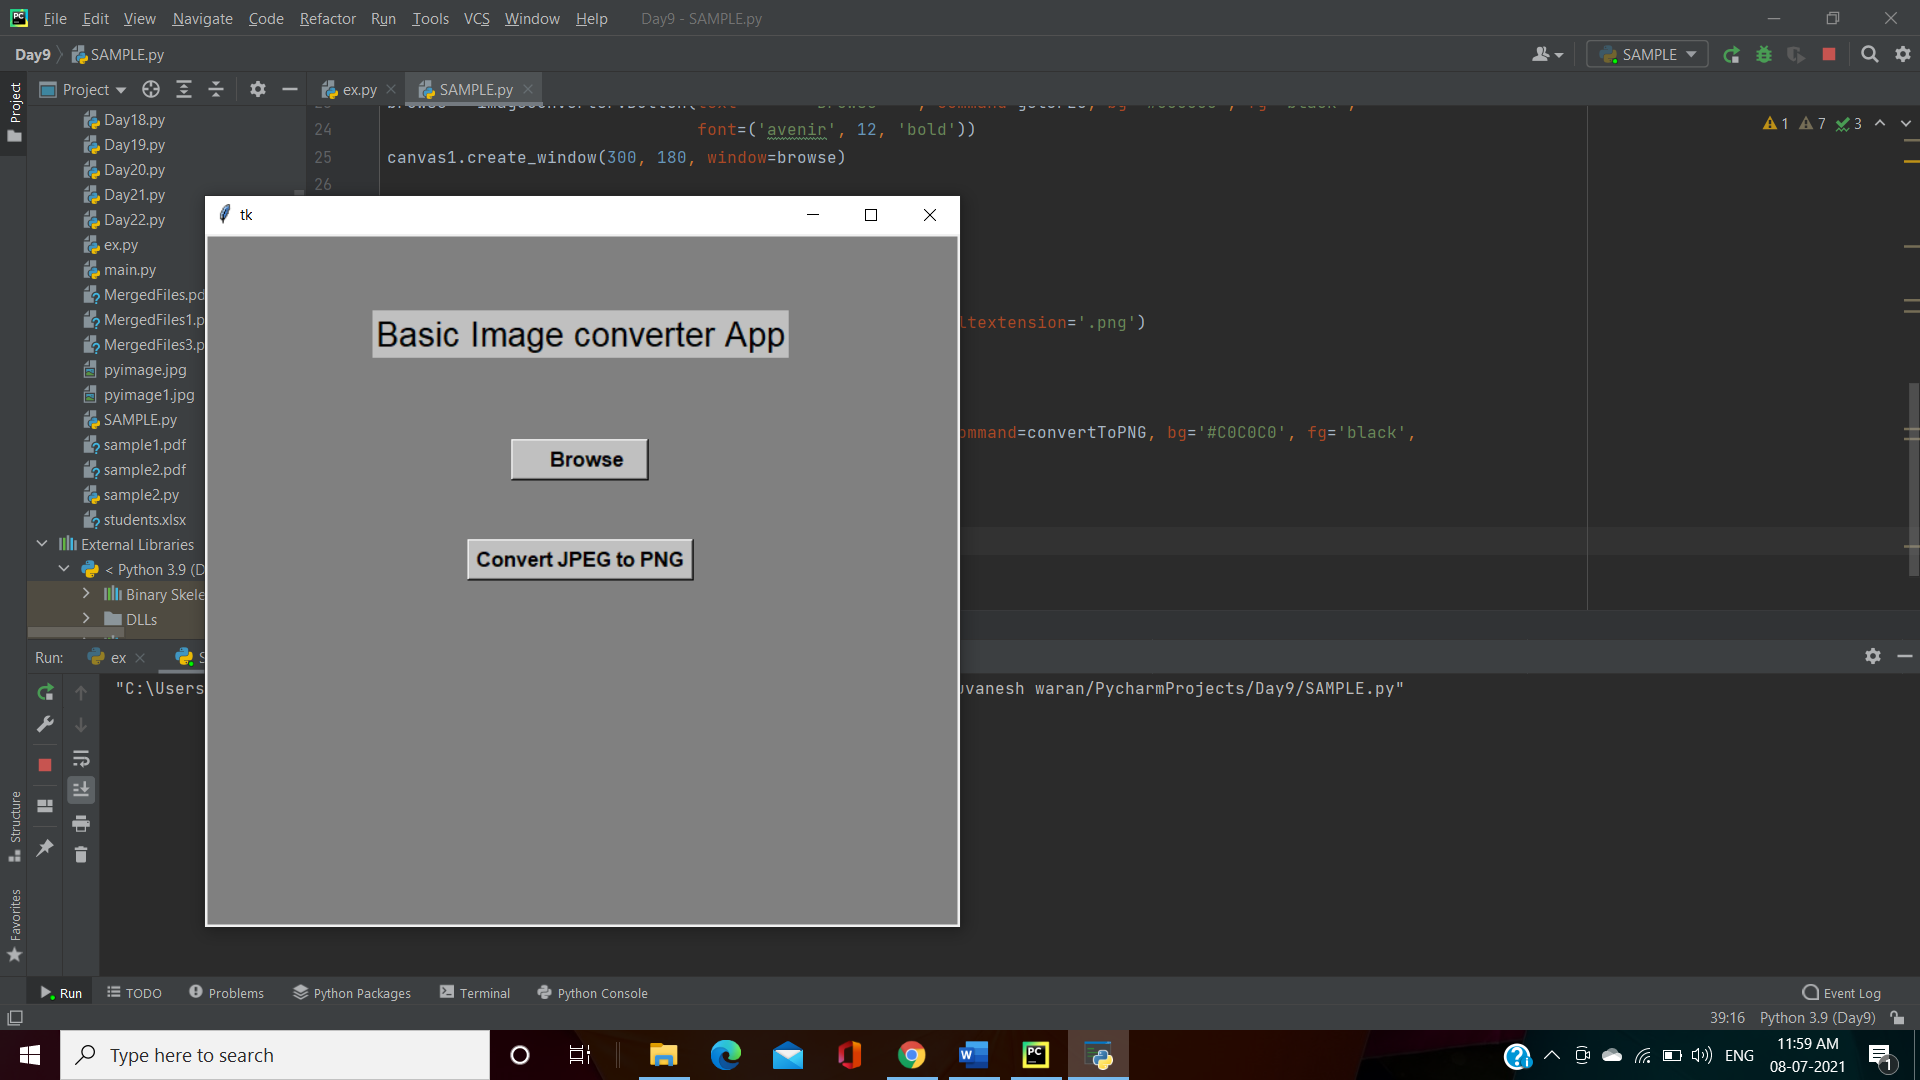 File Edit View Navigate Code Refactor Run Tools VCS Window Help Day9 - SAMPLE.py
Day9 SAMPLE.py SAMPLE
Project ex.py SAMPLE.py
Project
Day18.py
Day19.py
Day20.py
Day21.py
Day22.py
ex.py
main.py
MergedFiles.pd
MergedFiles1.p
MergedFiles3.p
pyimage.jpg
pyimage1.jpg
SAMPLE.py
sample1.pdf
sample2.pdf
sample2.py
students.xlsx
External Libraries
< Python 3.9 (D
Binary Skele
DLLs
24 font=('avenir', 12, 'bold'))
25 canvas1.create_window(300, 180, window=browse)
26
1 7 3
ltextension='.png')
ommand=convertToPNG, bg='#C0C0C0', fg='black',
tk
Basic Image converter App
Browse
Convert JPEG to PNG
Run: ex S
"C:\Users
uvanesh waran/PycharmProjects/Day9/SAMPLE.py"
Structure
Favorites
Run TODO Problems Python Packages Terminal Python Console Event Log
39:16 Python 3.9 (Day9)
Type here to search
ENG
11:59 AM
08-07-2021
1